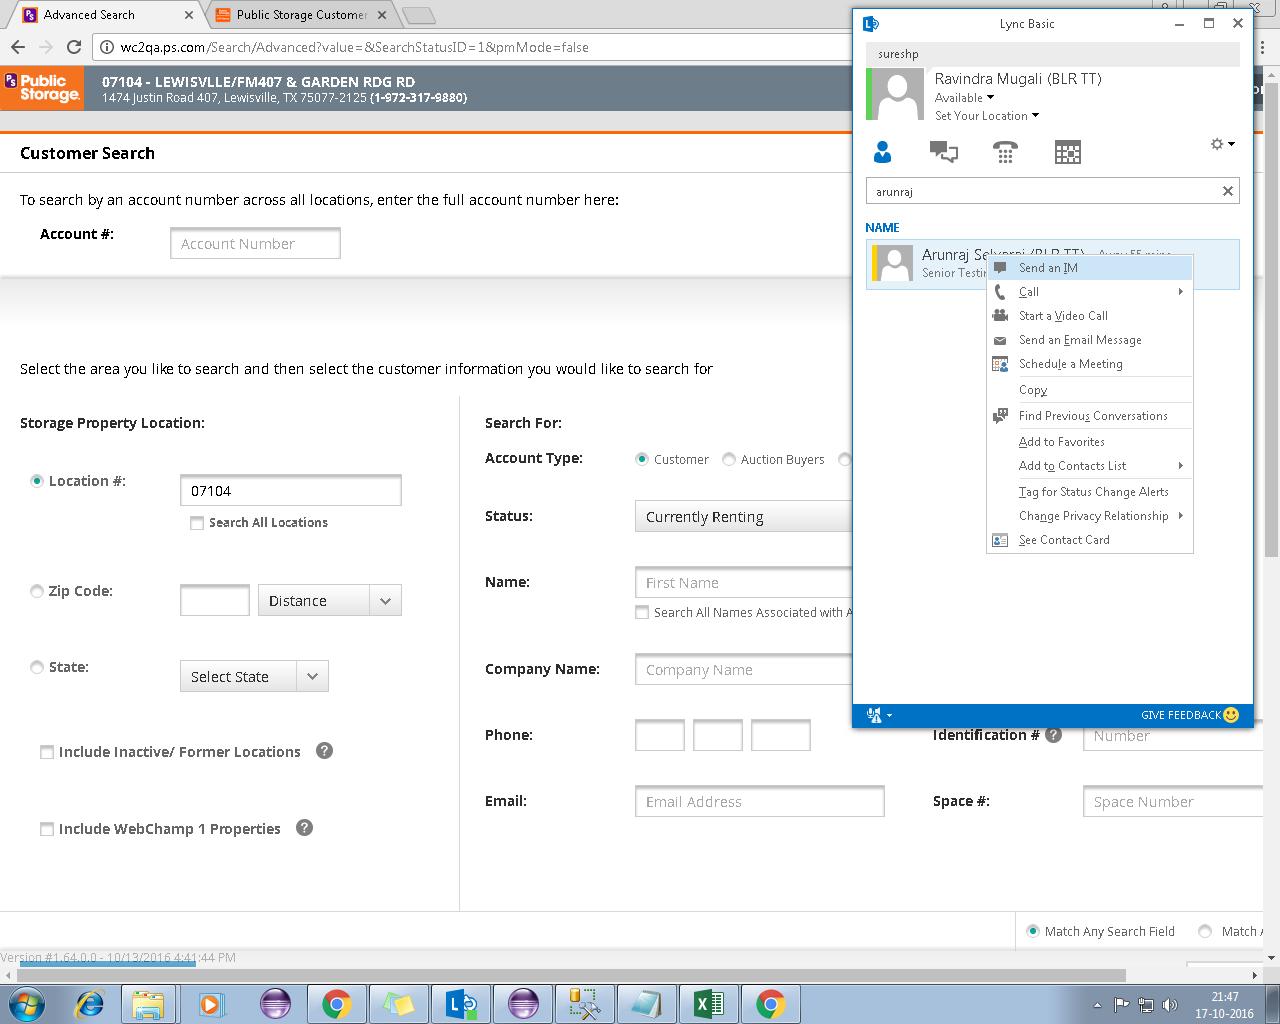 Advanced Search
Public Storage Customer
wc2qa.ps.com/Search/Advanced?value=&SearchStatusID=1&pmMode=false
PS
Public
Storage.
07104 - LEWISVLLE/FM407 & GARDEN RDG RD
1474 Justin Road 407, Lewisville, TX 75077-2125 (1-972-317-9880)
Customer Search
To search by an account number across all locations, enter the full account number here:
Account #:
Account Number
Select the area you like to search and then select the customer information you would like to search for
Storage Property Location:
Location #:
07104
Search All Locations
Zip Code:
Distance
State:
Select State
Include Inactive/ Former Locations ?
Include WebChamp 1 Properties ?
Search For:
Account Type:
Customer
Auction Buyers
Status:
Currently Renting
Name:
First Name
Search All Names Associated with A
Company Name:
Company Name
Phone:
Identification # ?
Number
Email:
Email Address
Space #:
Space Number
Match Any Search Field
Match
Version #1.64.0.0 - 10/13/2016 4:41:44 PM
Lync Basic
sureshp
Ravindra Mugali (BLR TT)
Available
Set Your Location
arunraj
NAME
Arunraj Selvaraj (BLR TT) - Away 55 mins
Senior Testin
Send an IM
Call
Start a Video Call
Send an Email Message
Schedule a Meeting
Copy
Find Previous Conversations
Add to Favorites
Add to Contacts List
Tag for Status Change Alerts
Change Privacy Relationship
See Contact Card
GIVE FEEDBACK
21:47
17-10-2016